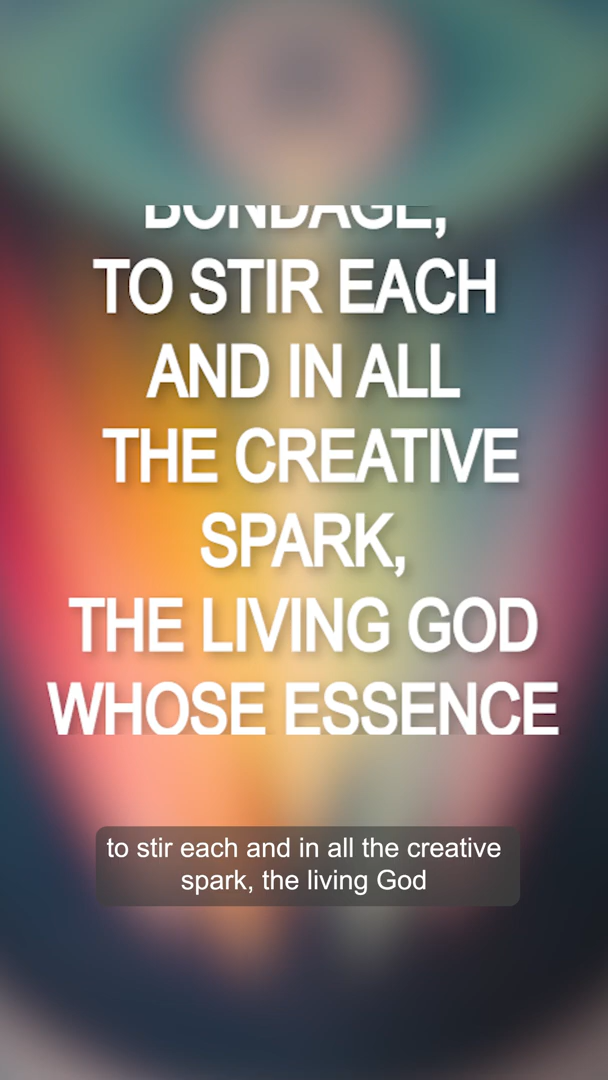 BONDAGE,
TO STIR EACH
AND IN ALL
THE CREATIVE
SPARK,
THE LIVING GOD
WHOSE ESSENCE
to stir each and in all the creative
spark, the living God